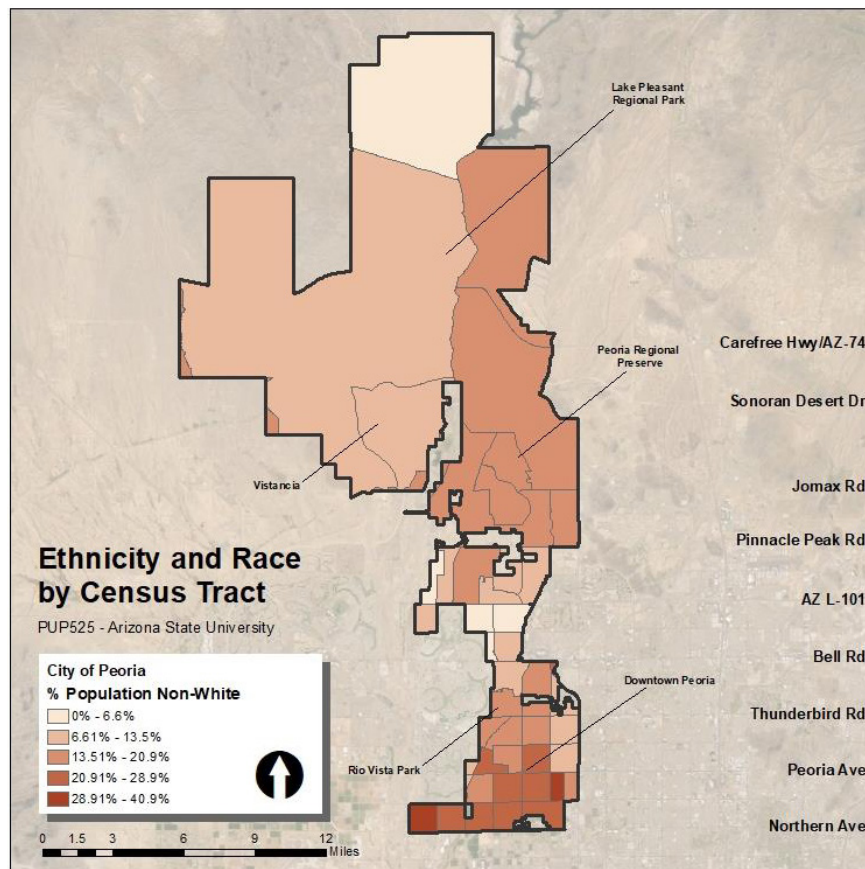 Lake Pleasant
Regional Park
Carefree Hwy/AZ-74
Peoria Regional
Preserve
Sonoran Desert Dr
Vistancia
Jomax Rd
Pinnacle Peak Rd
Ethnicity and Race
by Census Tract
PUP525 - Arizona State University
AZ L-101
Bell Rd
City of Peoria
% Population Non-White
0% - 6.6%
6.61% - 13.5%
13.51% - 20.9%
20.91% - 28.9%
28.91% - 40.9%
Downtown Peoria
Thunderbird Rd
Rio Vista Park
Peoria Ave
Northern Ave
0 1.5 3 6 9 12
Miles